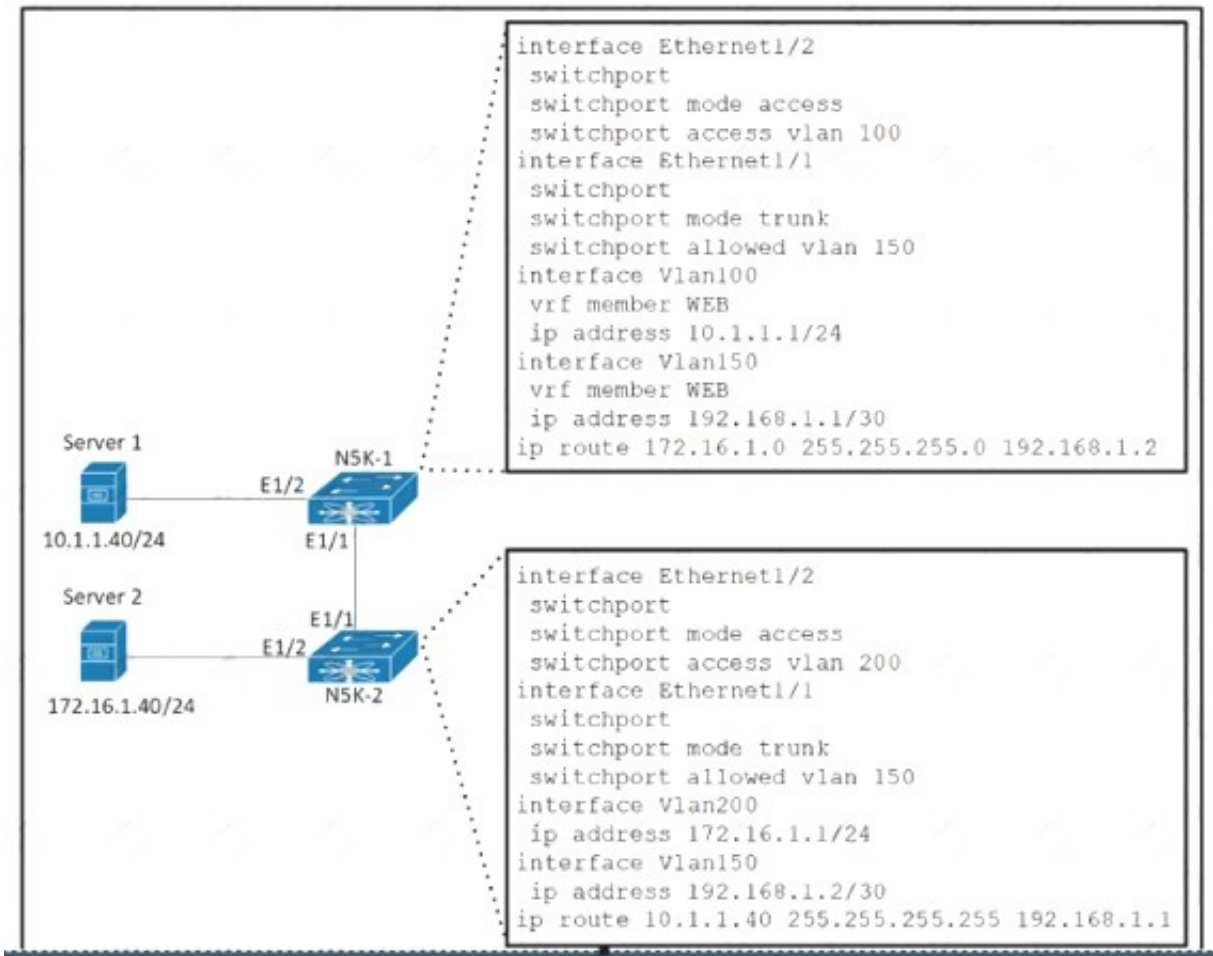 interface Ethernet1/2
switchport
switchport mode access
switchport access vlan 100
interface Ethernet1/1
switchport
switchport mode trunk
switchport allowed vlan 150
interface Vlan100
vrf member WEB
ip address 10.1.1.1/24
interface Vlan150
vrf member WEB
ip address 192.168.1.1/30
ip route 172.16.1.0 255.255.255.0 192.168.1.2
Server 1
N5K-1
E1/2
10.1.1.40/24
E1/1
Server 2
E1/1
E1/2
N5K-2
172.16.1.40/24
interface Ethernet1/2
switchport
switchport mode access
switchport access vlan 200
interface Ethernet1/1
switchport
switchport mode trunk
switchport allowed vlan 150
interface Vlan200
ip address 172.16.1.1/24
interface Vlan150
ip address 192.168.1.2/30
ip route 10.1.1.40 255.255.255.255 192.168.1.1